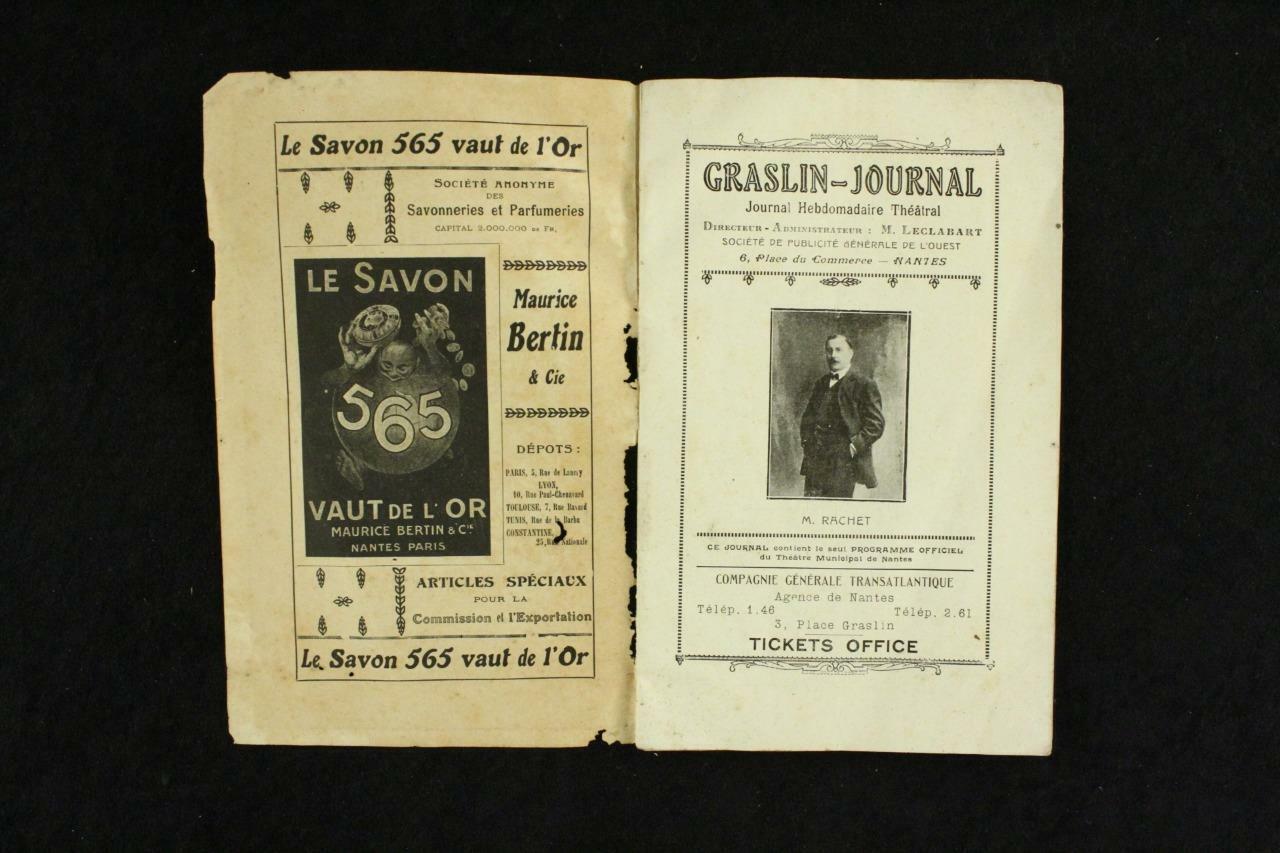 Le Savon 565 vaut de l'Or
SOCIÉTÉ ANONYME
DES
Savonneries et Parfumeries
CAPITAL 2.000.000 DE FR.
LE SAVON
565
VAUT DE L'OR
MAURICE BERTIN & Cie.
NANTES PARIS
Maurice
Bertin
& Cie
DÉPOTS :
PARIS, 5, Rue de
LYON,
10, Rue Paul-Chenavard
TOULOUSE, 7, Rue Bayard
TUNIS, Rue de
CONSTANTINE,
25, Nationale
ARTICLES SPÉCIAUX
POUR LA
Commission et l'Exportation
Le Savon 565 vaut de l'Or
GRASLIN-JOURNAL
Journal Hebdomadaire Théâtral
DIRECTEUR-ADMINISTRATEUR : M. LECLABART
SOCIÉTÉ DE PUBLICITÉ GÉNÉRALE DE L'OUEST
6, Place du Commerce — NANTES
M. RACHET
CE JOURNAL contient le seul PROGRAMME OFFICIEL
du Théâtre Municipal de Nantes
COMPAGNIE GÉNÉRALE TRANSATLANTIQUE
Agence de Nantes
Télép. 1.46 Télép. 2.61
3, Place Graslin
TICKETS OFFICE